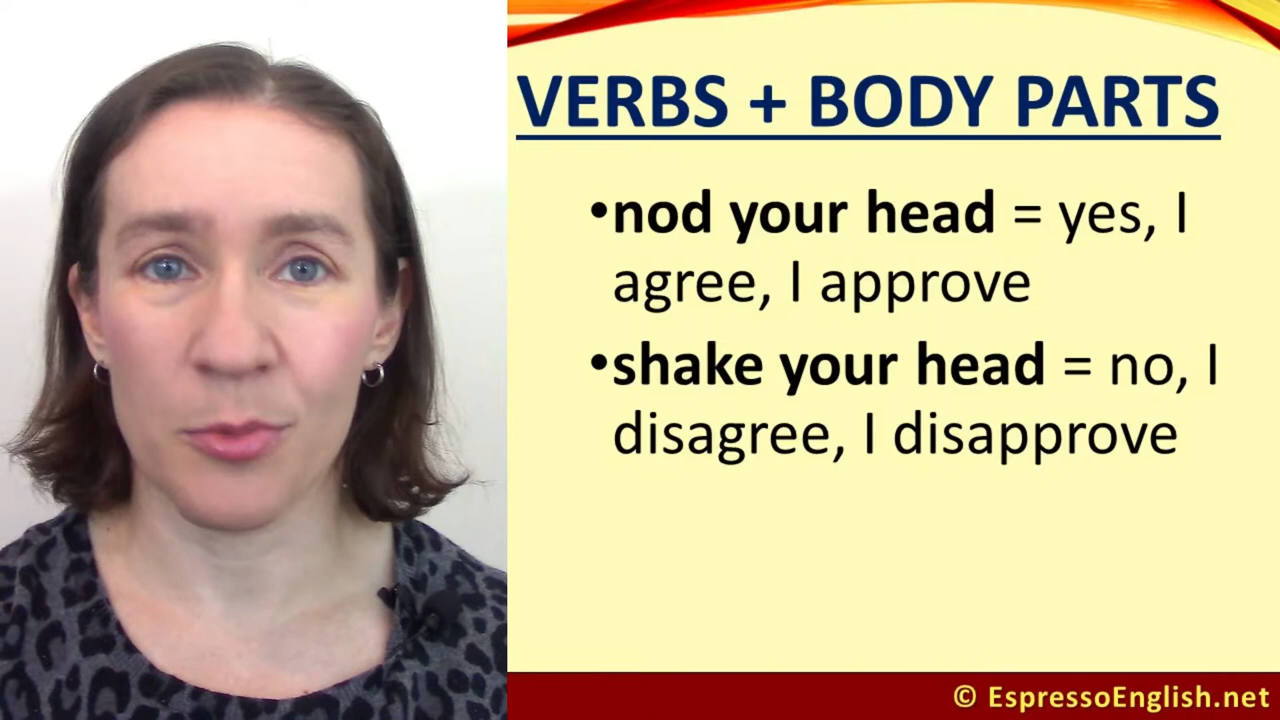 VERBS + BODY PARTS
•nod your head = yes, I
agree, I approve
•shake your head = no, I
disagree, I disapprove
© EspressoEnglish.net